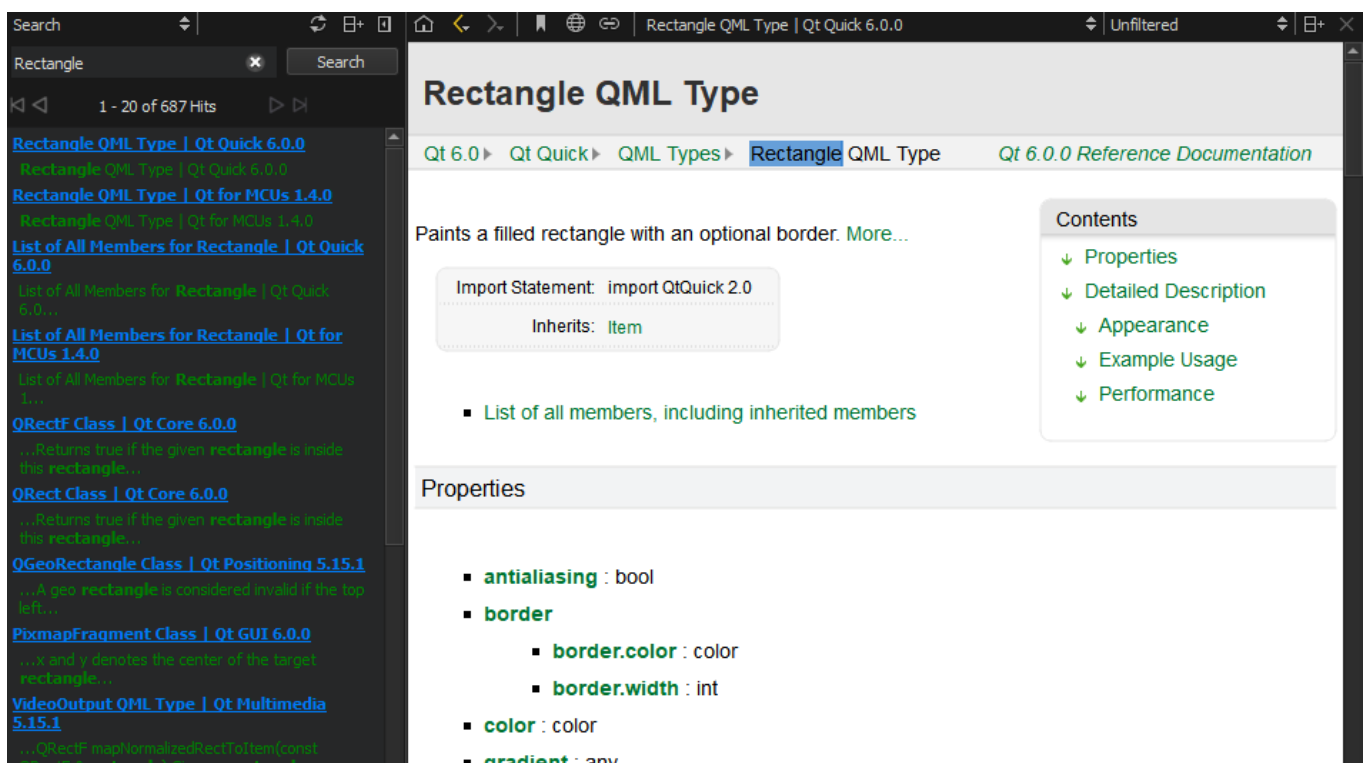 Search
Rectangle QML Type | Qt Quick 6.0.0
Unfiltered
Rectangle
Search
1 - 20 of 687 Hits
Rectangle QML Type | Qt Quick 6.0.0
Rectangle QML Type | Qt Quick 6.0.0
Rectangle QML Type | Qt for MCUs 1.4.0
Rectangle QML Type | Qt for MCUs 1.4.0
List of All Members for Rectangle | Qt Quick
6.0.0
List of All Members for Rectangle | Qt Quick
6.0...
List of All Members for Rectangle | Qt for
MCUs 1.4.0
List of All Members for Rectangle | Qt for MCUs
1...
QRectF Class | Qt Core 6.0.0
...Returns true if the given rectangle is inside
this rectangle...
QRect Class | Qt Core 6.0.0
...Returns true if the given rectangle is inside
this rectangle...
QGeoRectangle Class | Qt Positioning 5.15.1
...A geo rectangle is considered invalid if the top
left...
PixmapFragment Class | Qt GUI 6.0.0
...x and y denotes the center of the target
rectangle...
VideoOutput QML Type | Qt Multimedia
5.15.1
...QRectF mapNormalizedRectToItem(const
Rectangle QML Type
Qt 6.0 Qt Quick QML Types Rectangle QML Type
Qt 6.0.0 Reference Documentation
Paints a filled rectangle with an optional border. More...
Import Statement: import QtQuick 2.0
Inherits: Item
List of all members, including inherited members
Contents
Properties
Detailed Description
Appearance
Example Usage
Performance
Properties
antialiasing : bool
border
border.color : color
border.width : int
color : color
gradient : any